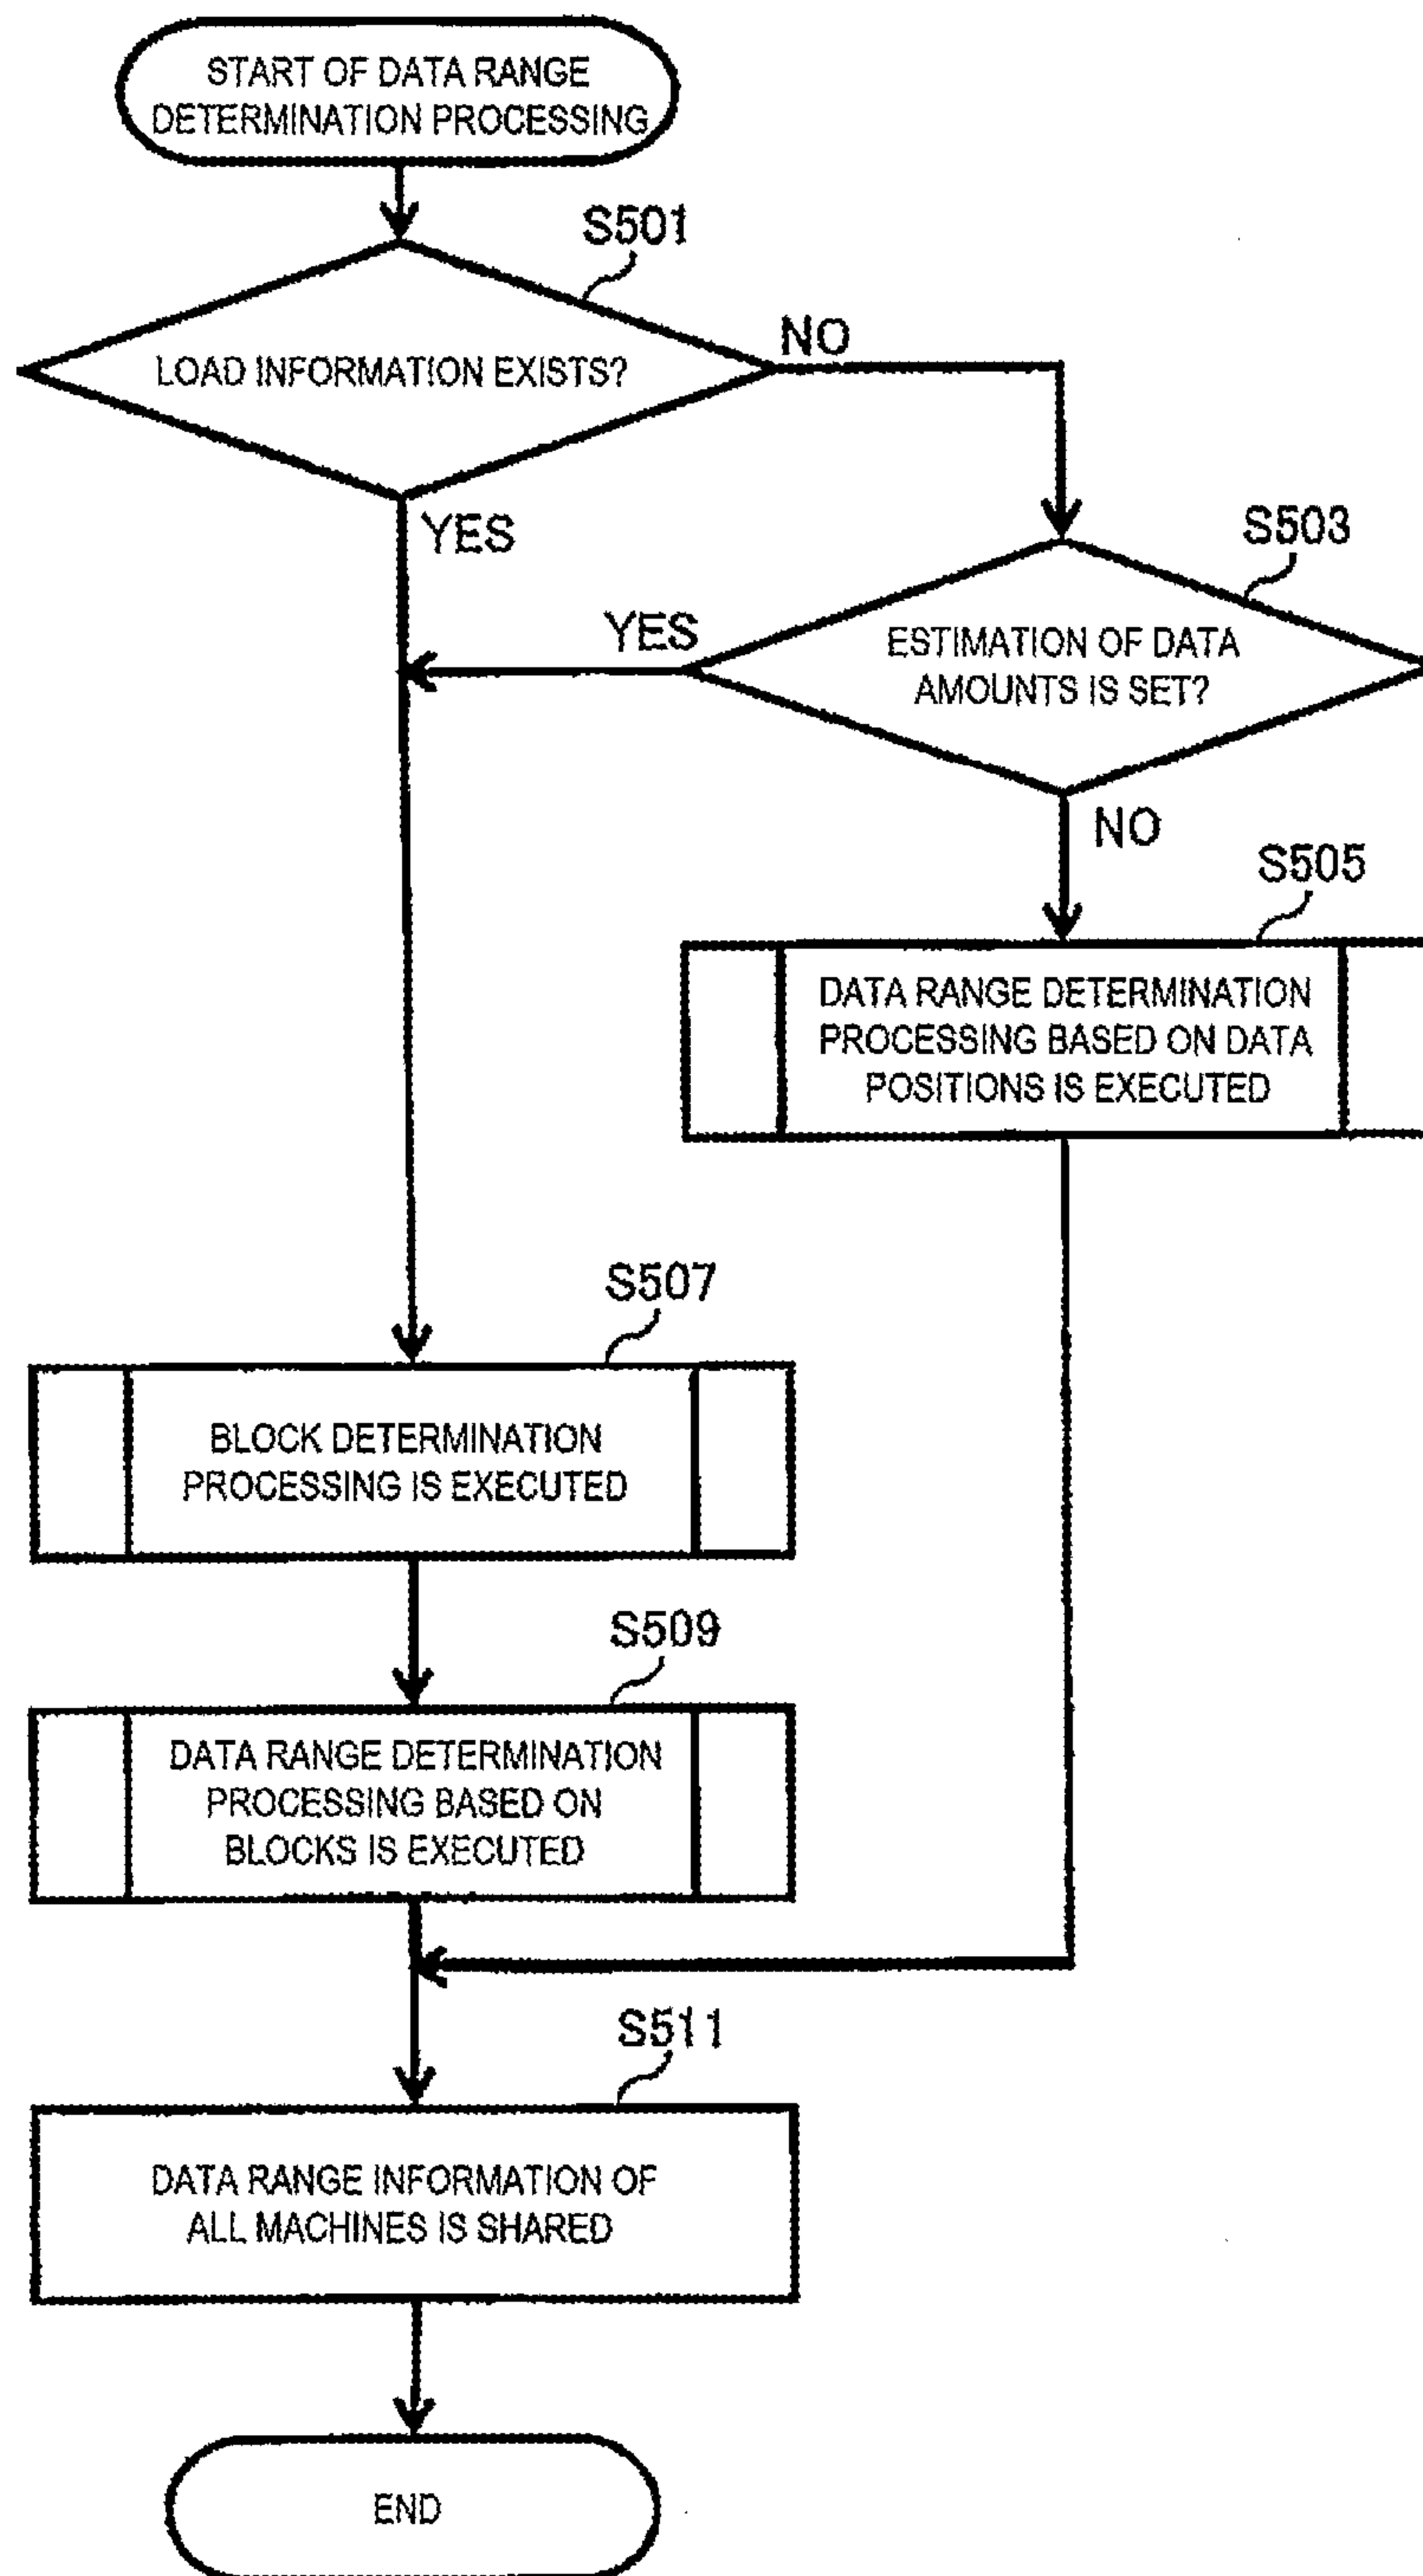 START OF DATA RANGE
DETERMINATION PROCESSING
S501
LOAD INFORMATION EXISTS?
NO
YES
S503
YES
ESTIMATION OF DATA
AMOUNTS IS SET?
NO
S505
DATA RANGE DETERMINATION
PROCESSING BASED ON DATA
POSITIONS IS EXECUTED
S507
BLOCK DETERMINATION
PROCESSING IS EXECUTED
S509
DATA RANGE DETERMINATION
PROCESSING BASED ON
BLOCKS IS EXECUTED
S511
DATA RANGE INFORMATION OF
ALL MACHINES IS SHARED
END